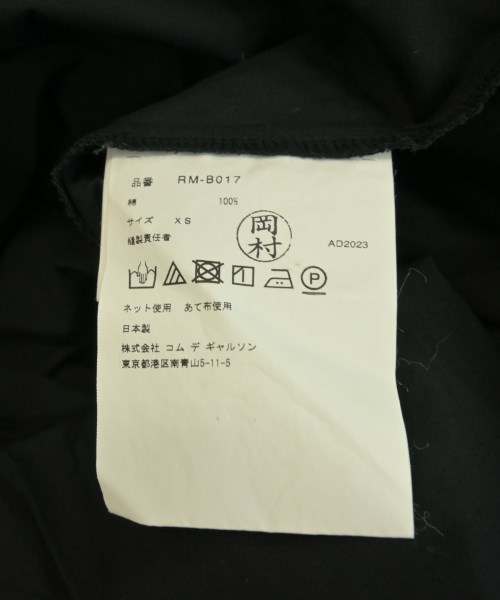 品番 RM-B017
綿 100%
サイズ XS
縫製責任者 岡村 AD2023
P
ネット使用 あて布使用
日本製
株式会社 コム デ ギャルソン
東京都港区南青山5-11-5